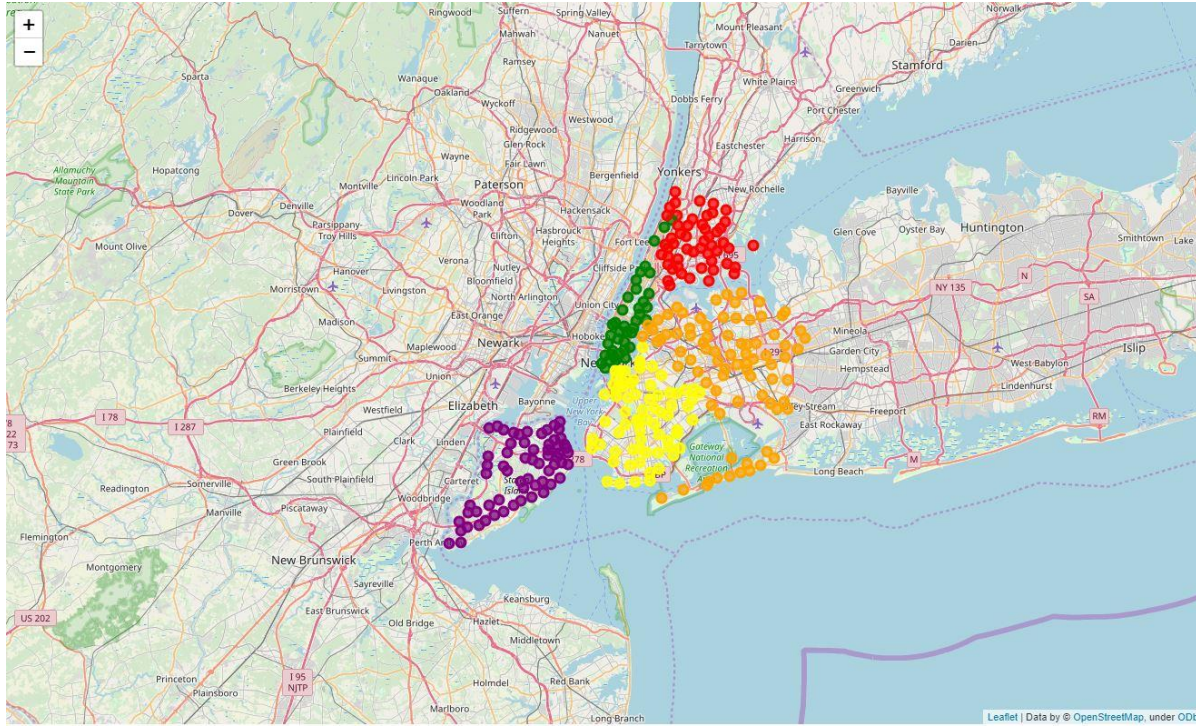 +
−
Ringwood
Suffern
Spring Valley
Norwalk
Mahwah
Nanuet
Mount Pleasant
Tarrytown
Darien
Sparta
Wanaque
Ramsey
Stamford
Oakland
White Plains
Greenwich
Wyckoff
Dobbs Ferry
Port Chester
Westwood
Ridgewood
Glen Rock
Eastchester
Harrison
Hopatcong
Wayne
Fair Lawn
Allamuchy
Mountain
State Park
Lincoln Park
Bergenfield
Yonkers
Montville
Paterson
New Rochelle
Bayville
Denville
Woodland
Park
Hackensack
Dover
Parsippany-
Troy Hills
Glen Cove
Oyster Bay
Huntington
Clifton
Hasbrouck
Heights
Fort Lee
Smithtown
Mount Olive
Hanover
Verona
Lake
Nutley
Cliffside
Livingston
Bloomfield
Morristown
North Arlington
Union City
N
NY 135
SA
East Orange
Madison
Hoboke
Mineola
Newark
Maplewood
Garden City
Islip
Summit
Hempstead
West Babylon
Union
Berkeley Heights
Lindenhurst
Bayonne
Upper
New York
Bay
Elizabeth
Westfield
I 78
ey Stream
Freeport
RM
I 287
Plainfield
Clark
Linden
East Rockaway
78
Gateway
National
Recreation
Green Brook
M
Long Beach
South Plainfield
Carteret
Readington
Somerville
Woodbridge
Manville
Piscataway
Flemington
Perth
New Brunswick
Montgomery
Sayreville
Keansburg
US 202
East Brunswick
Old Bridge
Hazlet
Middletown
I 95
NJTP
Princeton
Plainsboro
Holmdel
Red Bank
Marlboro
Long Branch
Leaflet | Data by © OpenStreetMap, under ODb